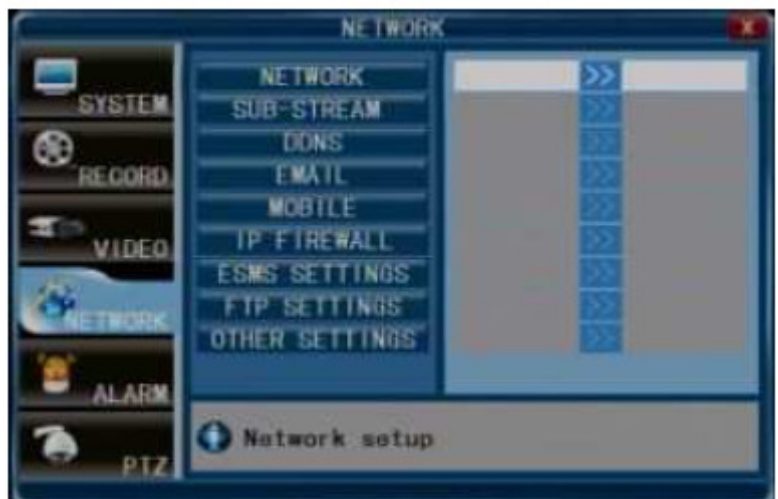 NETWORK
X
SYSTEM
RECORD
VIDEO
NETWORK
ALARM
PTZ
NETWORK >>
SUB-STREAM >>
DDNS >>
EMAIL >>
MOBILE >>
IP FIREWALL >>
ESMS SETTINGS >>
FTP SETTINGS >>
OTHER SETTINGS >>
Network setup